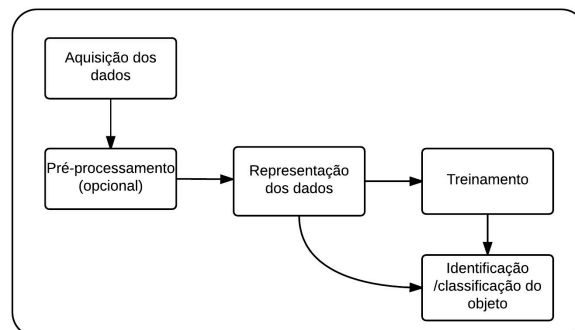 Aquisição dos
dados
Pré-processamento
(opcional)
Representação
dos dados
Treinamento
Identificação
/classificação do
objeto